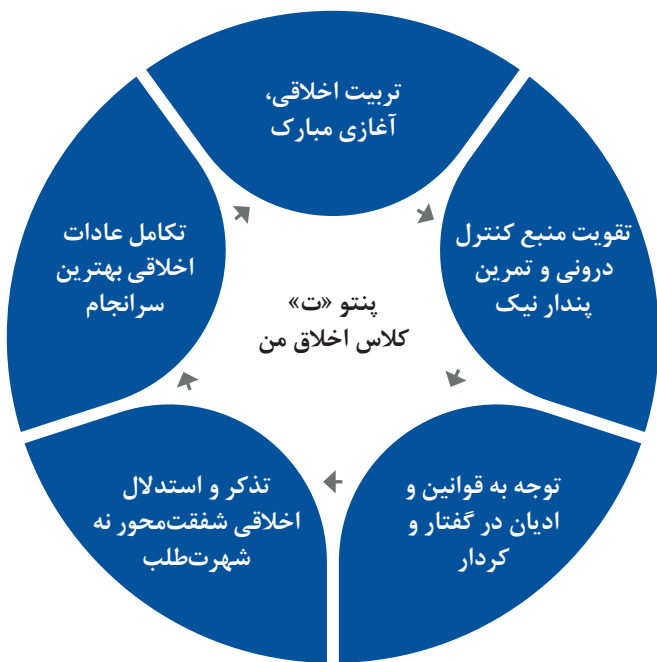 تربیت اخلاقی،
آغازی مبارک
تقویت منبع کنترل
درونی و تمرین
پندار نیک
توجه به قوانین و
ادیان در گفتار و
کردار
تذکر و استدلال
اخلاقی شفقت‌محور نه
شهرت‌طلب
تکامل عادات
اخلاقی بهترین
سرانجام
پنتو «ت»
کلاس اخلاق من